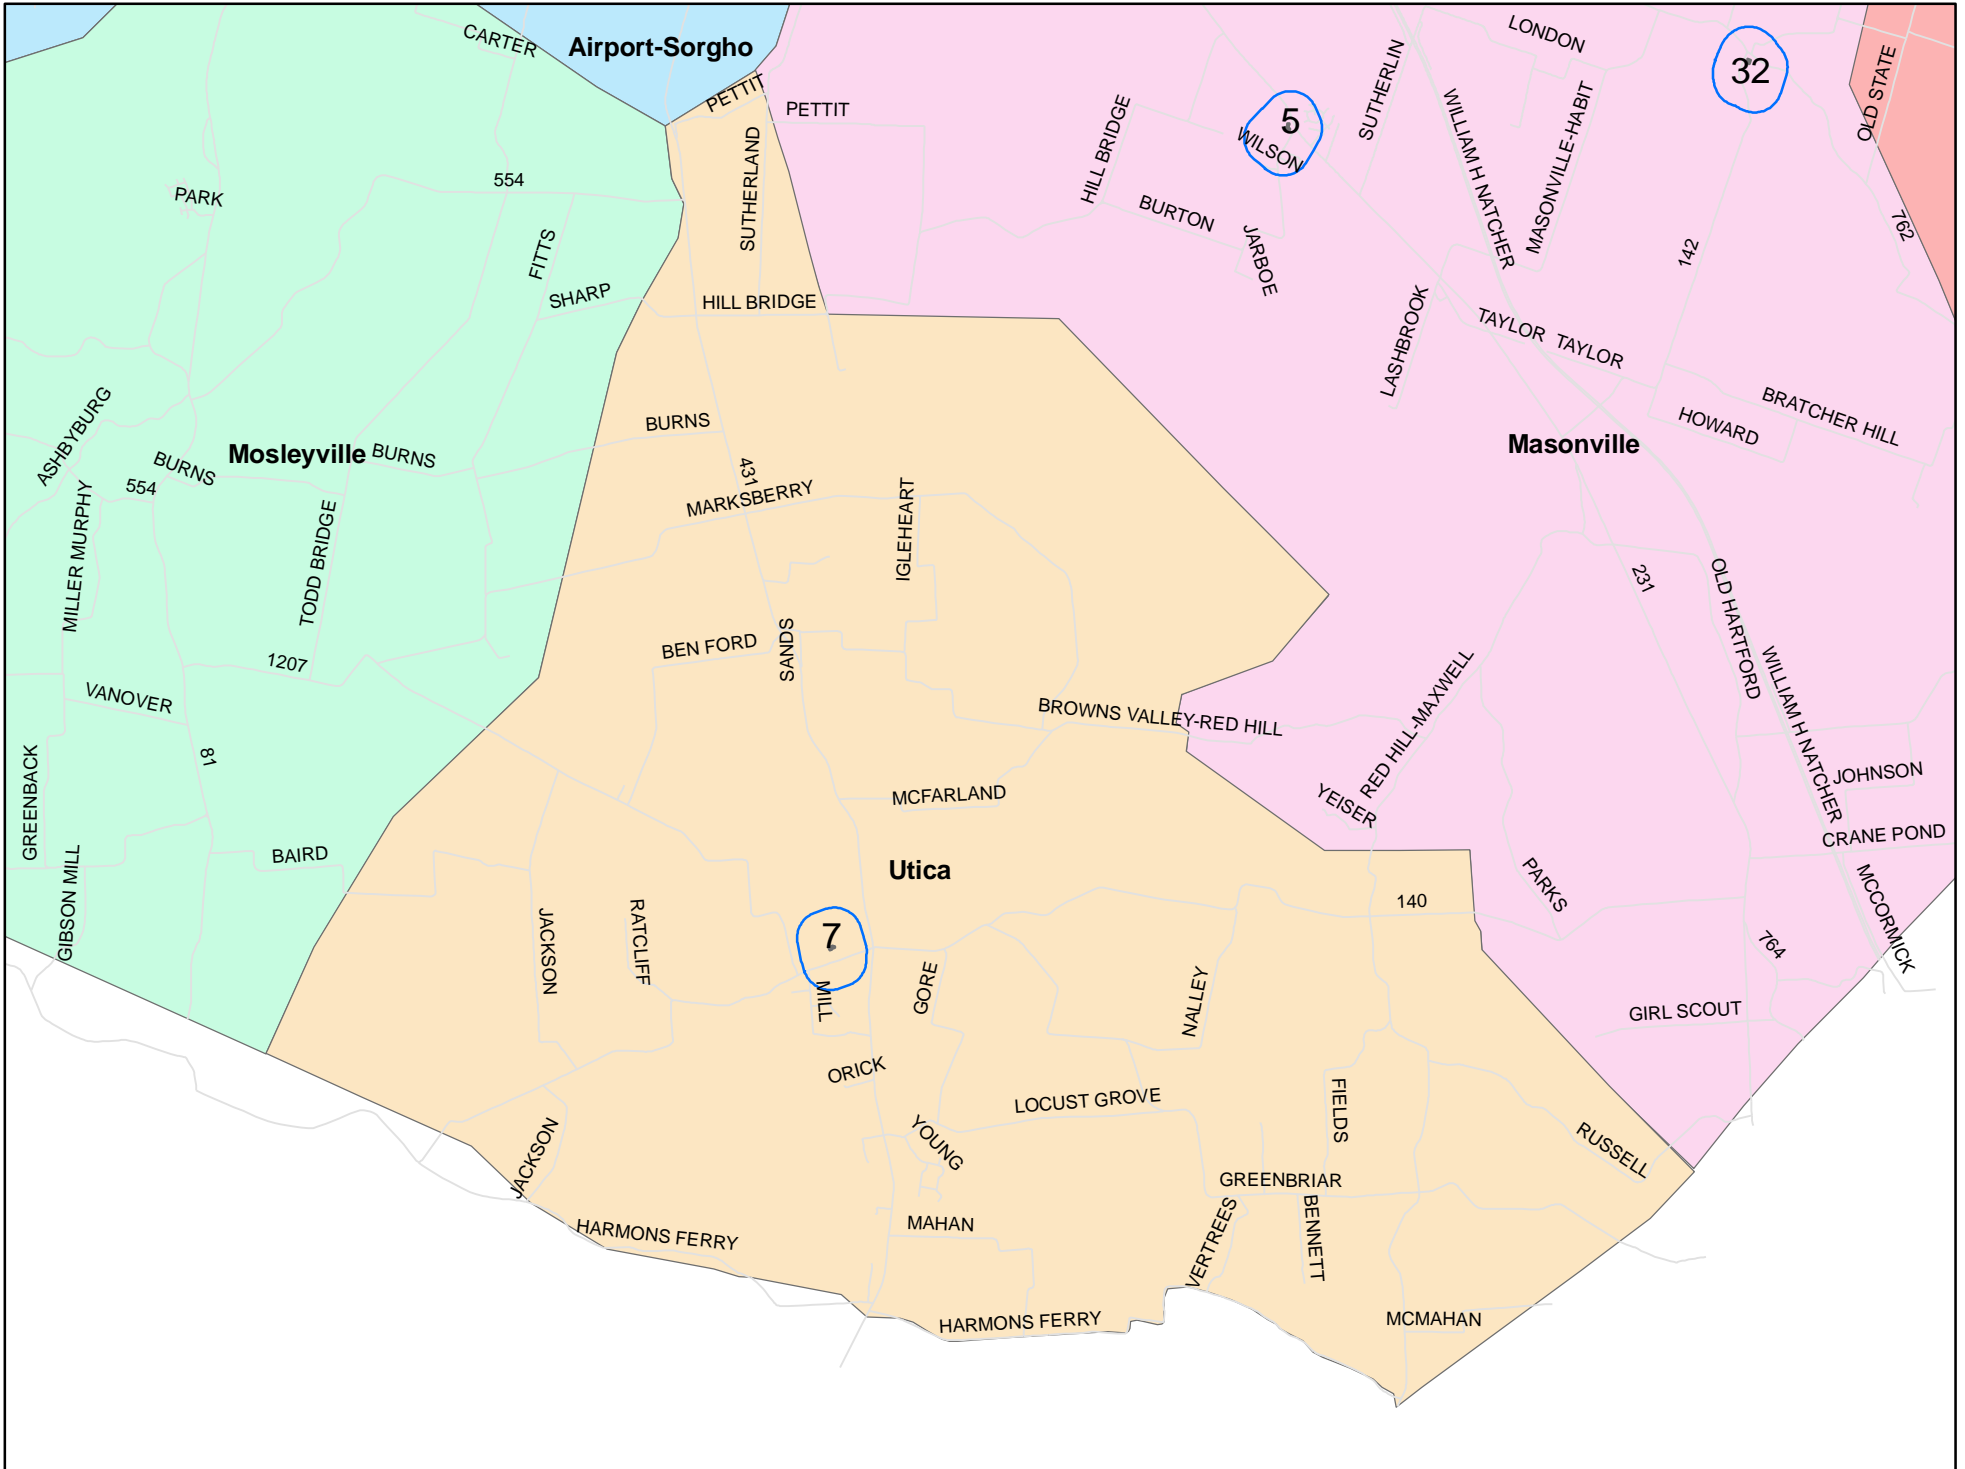 CARTER
Airport-Sorgho
LONDON
32
OLD STATE
SUTHERLIN
PETTIT
PETTIT
HILL BRIDGE
5
WILSON
WILLIAM H NATCHER
MASONVILLE-HABIT
554
PARK
SUTHERLAND
BURTON
JARBOE
142
762
FITTS
SHARP
HILL BRIDGE
LASHBROOK
TAYLOR
TAYLOR
ASHBYBURG
BURNS
BRATCHER HILL
HOWARD
Mosleyville
BURNS
Masonville
BURNS
554
431
MARKSBERRY
IGLEHEART
MILLER MURPHY
TODD BRIDGE
231
OLD HARTFORD
BEN FORD
SANDS
1207
VANOVER
RED HILL-MAXWELL
WILLIAM H NATCHER
BROWNS VALLEY-RED HILL
81
GREENBACK
JOHNSON
MCFARLAND
YEISER
CRANE POND
BAIRD
GIBSON MILL
Utica
PARKS
140
MCCORMICK
JACKSON
RATCLIFF
7
764
MILL
GORE
NALLEY
GIRL SCOUT
ORICK
LOCUST GROVE
FIELDS
JACKSON
YOUNG
RUSSELL
GREENBRIAR
HARMONS FERRY
MAHAN
VERTREES
BENNETT
HARMONS FERRY
MCMAHAN